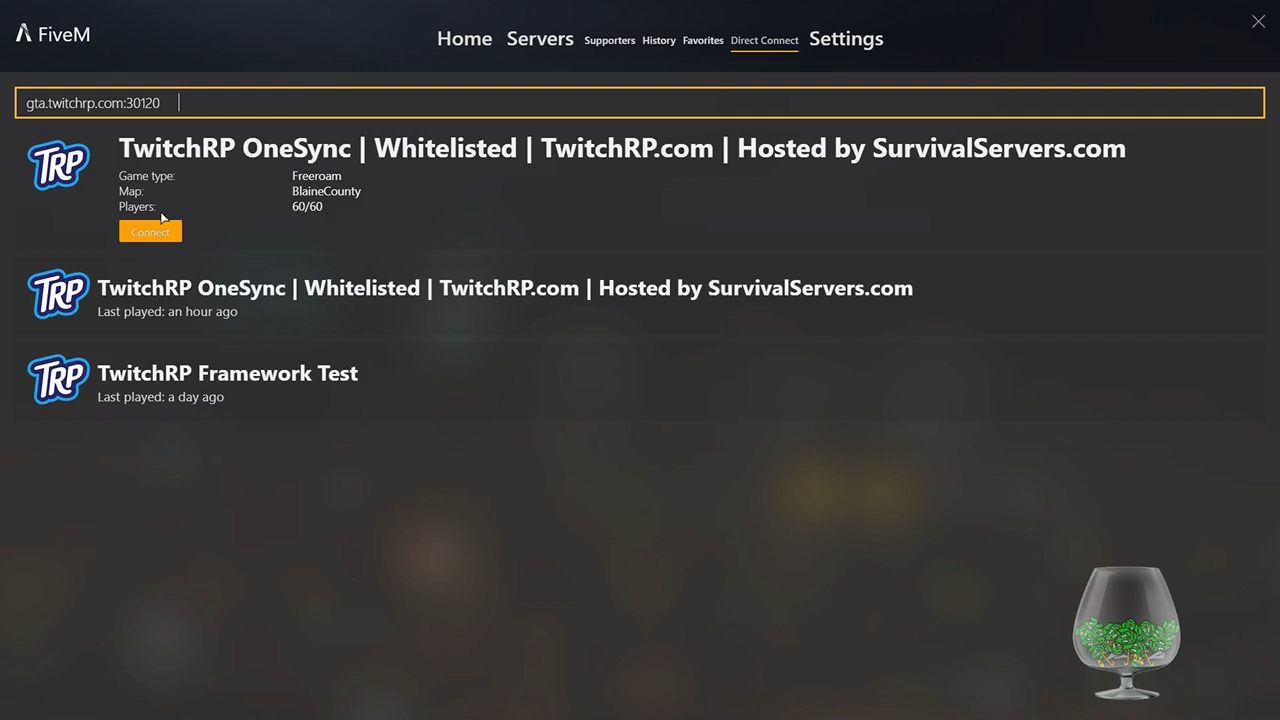 FiveM
Home Servers Supporters History Favorites Direct Connect Settings
gta.twitchrp.com:30120
TRP
TwitchRP OneSync | Whitelisted | TwitchRP.com | Hosted by SurvivalServers.com
Game type: Freeroam
Map: BlaineCounty
Players: 60/60
Connect
TRP
TwitchRP OneSync | Whitelisted | TwitchRP.com | Hosted by SurvivalServers.com
Last played: an hour ago
TRP
TwitchRP Framework Test
Last played: a day ago